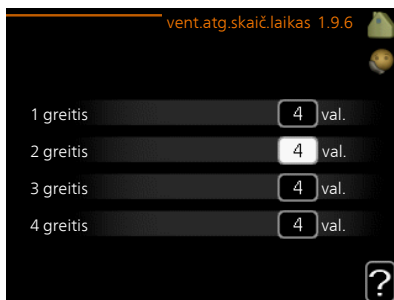 vent.atg.skaič.laikas 1.9.6
1 greitis 4 val.
2 greitis 4 val.
3 greitis 4 val.
4 greitis 4 val.
?